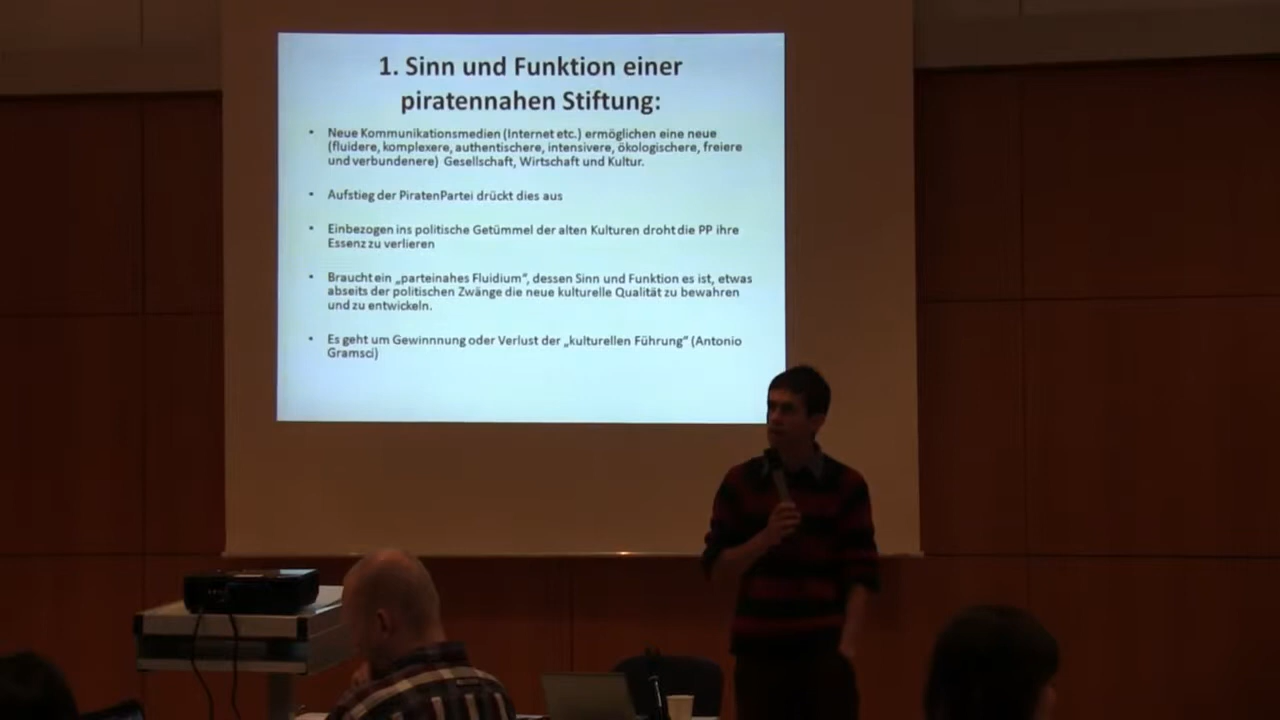 1. Sinn und Funktion einer
piratennahen Stiftung:
• Neue Kommunikationsmedien (Internet etc.) ermöglichen eine neue
(fluidere, komplexere, authentischere, intensivere, ökologischere, freiere
und verbundenere) Gesellschaft, Wirtschaft und Kultur.
• Aufstieg der PiratenPartei drückt dies aus
• Einbezogen ins politische Getümmel der alten Kulturen droht die PP ihre
Essenz zu verlieren
• Braucht ein „parteinahes Fluidium“, dessen Sinn und Funktion es ist, etwas
abseits der politischen Zwänge die neue kulturelle Qualität zu bewahren
und zu entwickeln.
• Es geht um Gewinnnung oder Verlust der „kulturellen Führung“ (Antonio
Gramsci)